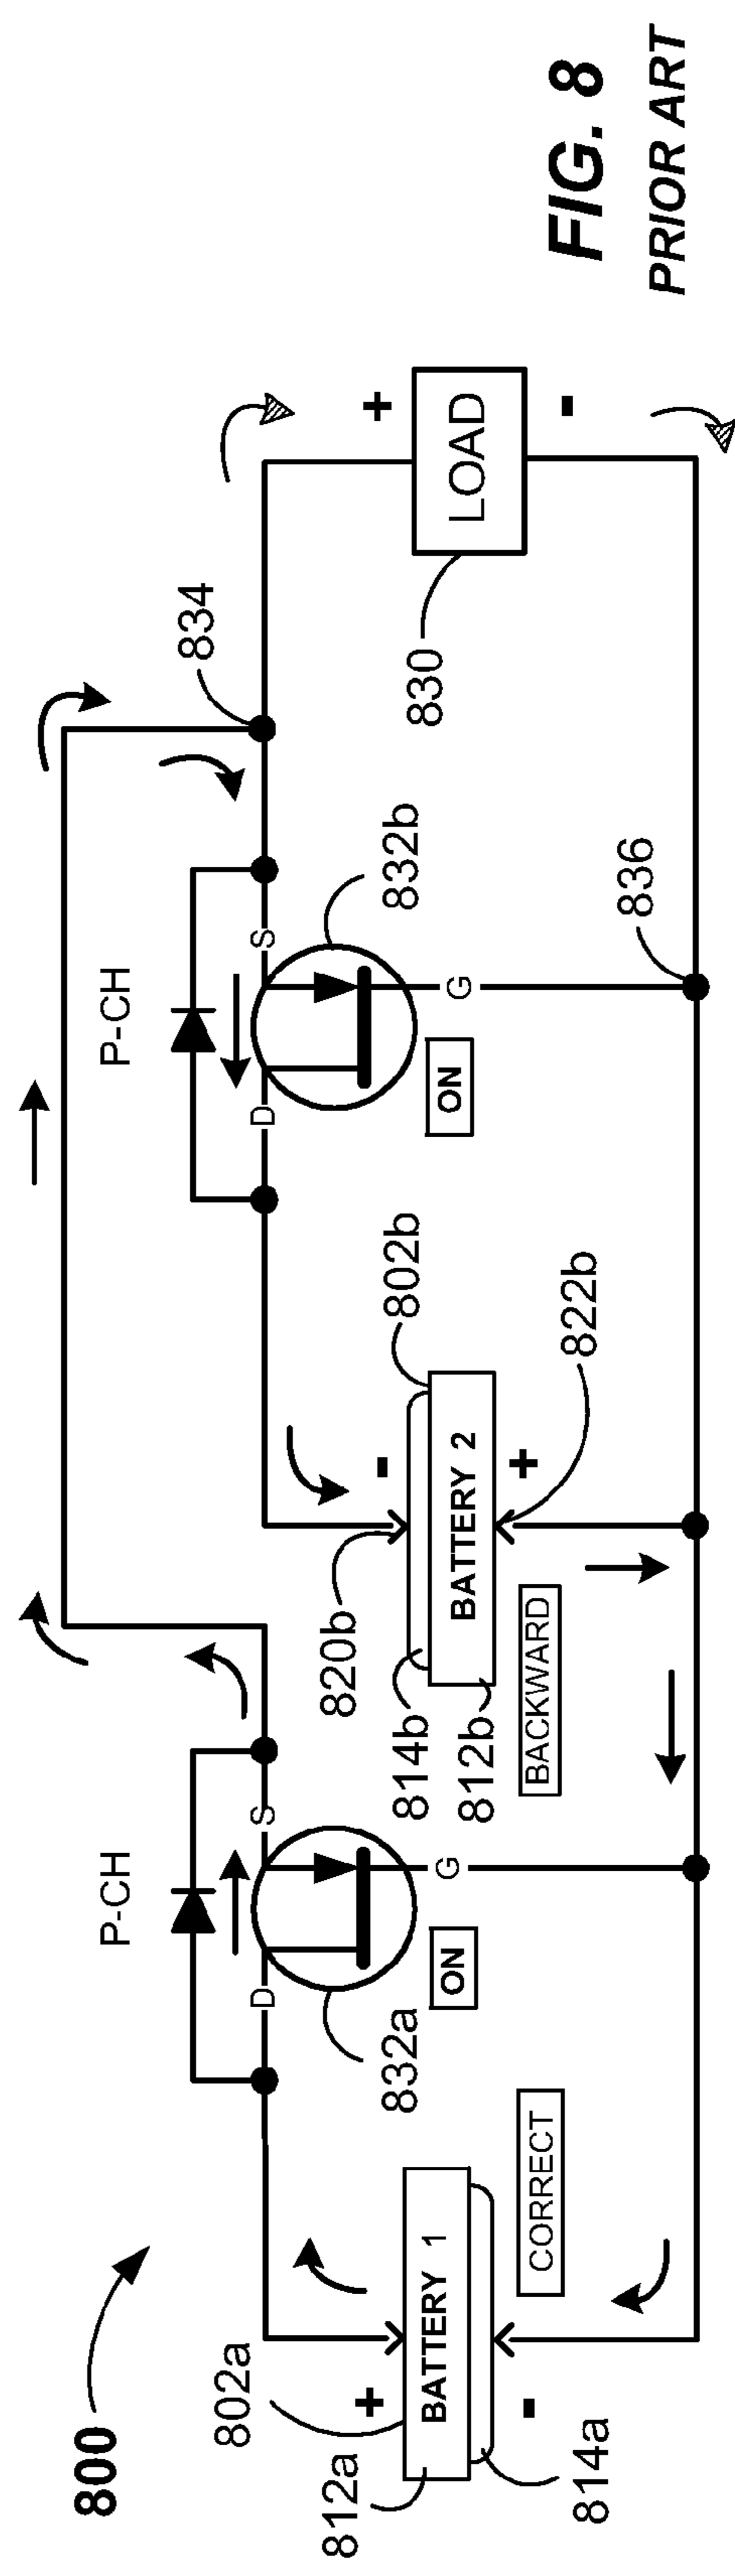 800
P-CH
P-CH
834
D
S
D
S
832a
832b
G
G
ON
ON
802a
+
812a
BATTERY 1
-
814a
CORRECT
820b
-
802b
814b
BATTERY 2
812b
+
822b
BACKWARD
836
+
LOAD
-
830
FIG. 8
PRIOR ART